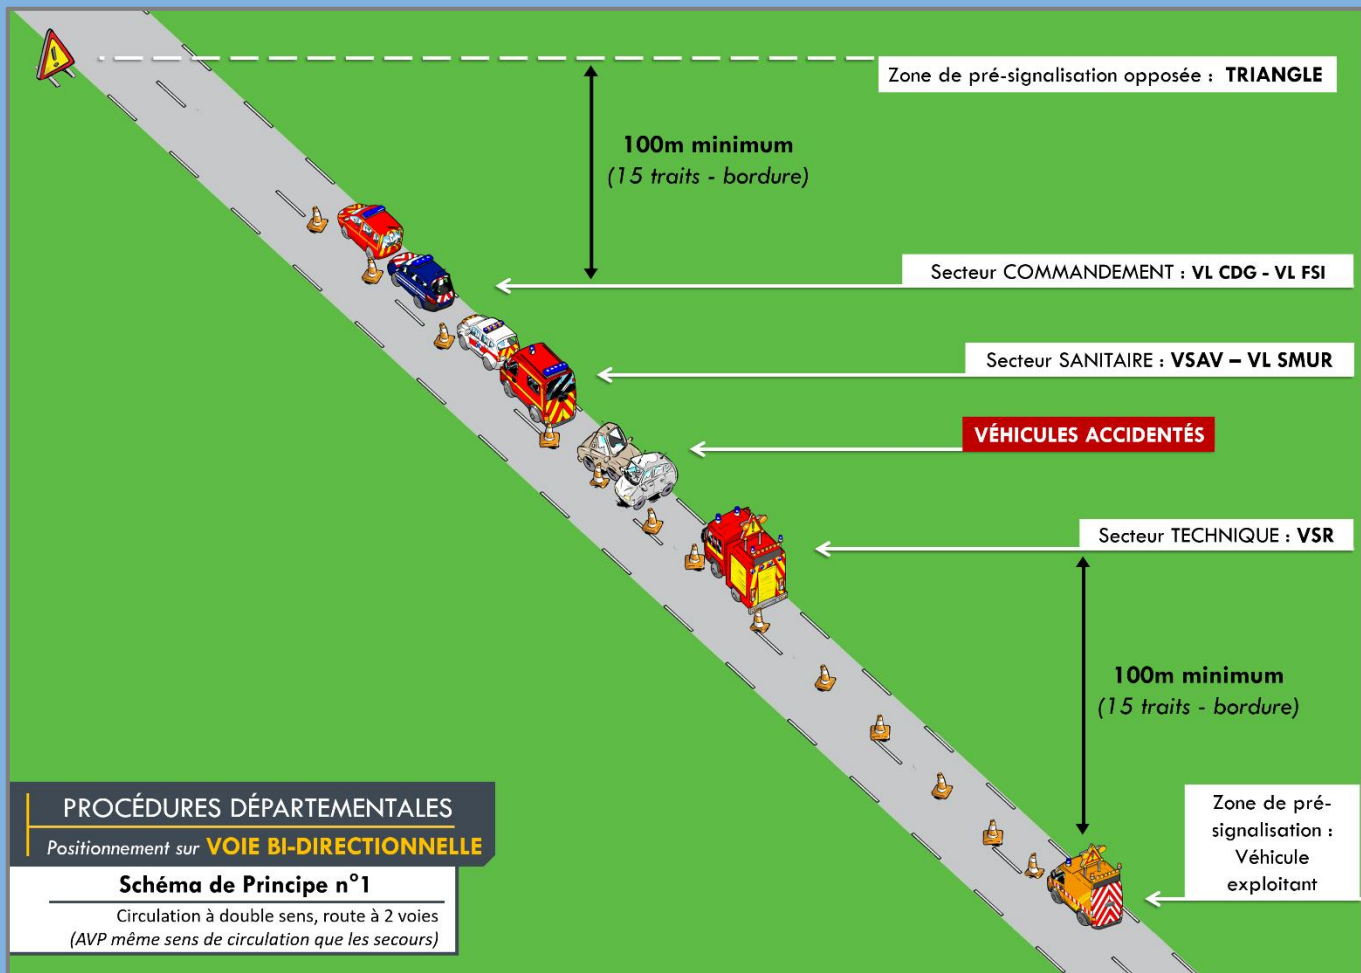 Zone de pré-signalisation opposée : TRIANGLE
100m minimum
(15 traits - bordure)
Secteur COMMANDEMENT : VL CDG - VL FSI
Secteur SANITAIRE : VSAV – VL SMUR
VÉHICULES ACCIDENTÉS
Secteur TECHNIQUE : VSR
100m minimum
(15 traits - bordure)
Zone de pré-
signalisation :
Véhicule
exploitant
PROCÉDURES DÉPARTEMENTALES
Positionnement sur VOIE BI-DIRECTIONNELLE
Schéma de Principe n°1
Circulation à double sens, route à 2 voies
(AVP même sens de circulation que les secours)